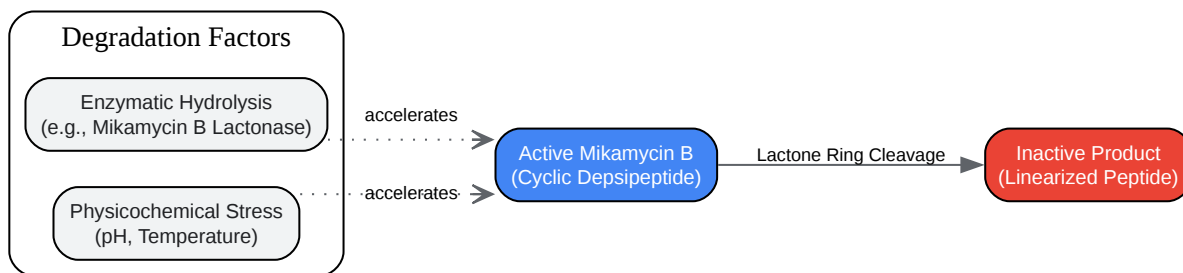 Degradation Factors
Enzymatic Hydrolysis
(e.g., Mikamycin B Lactonase)
accelerates
Physicochemical Stress
(pH, Temperature)
accelerates
Active Mikamycin B
(Cyclic Depsipeptide)
Lactone Ring Cleavage
Inactive Product
(Linearized Peptide)